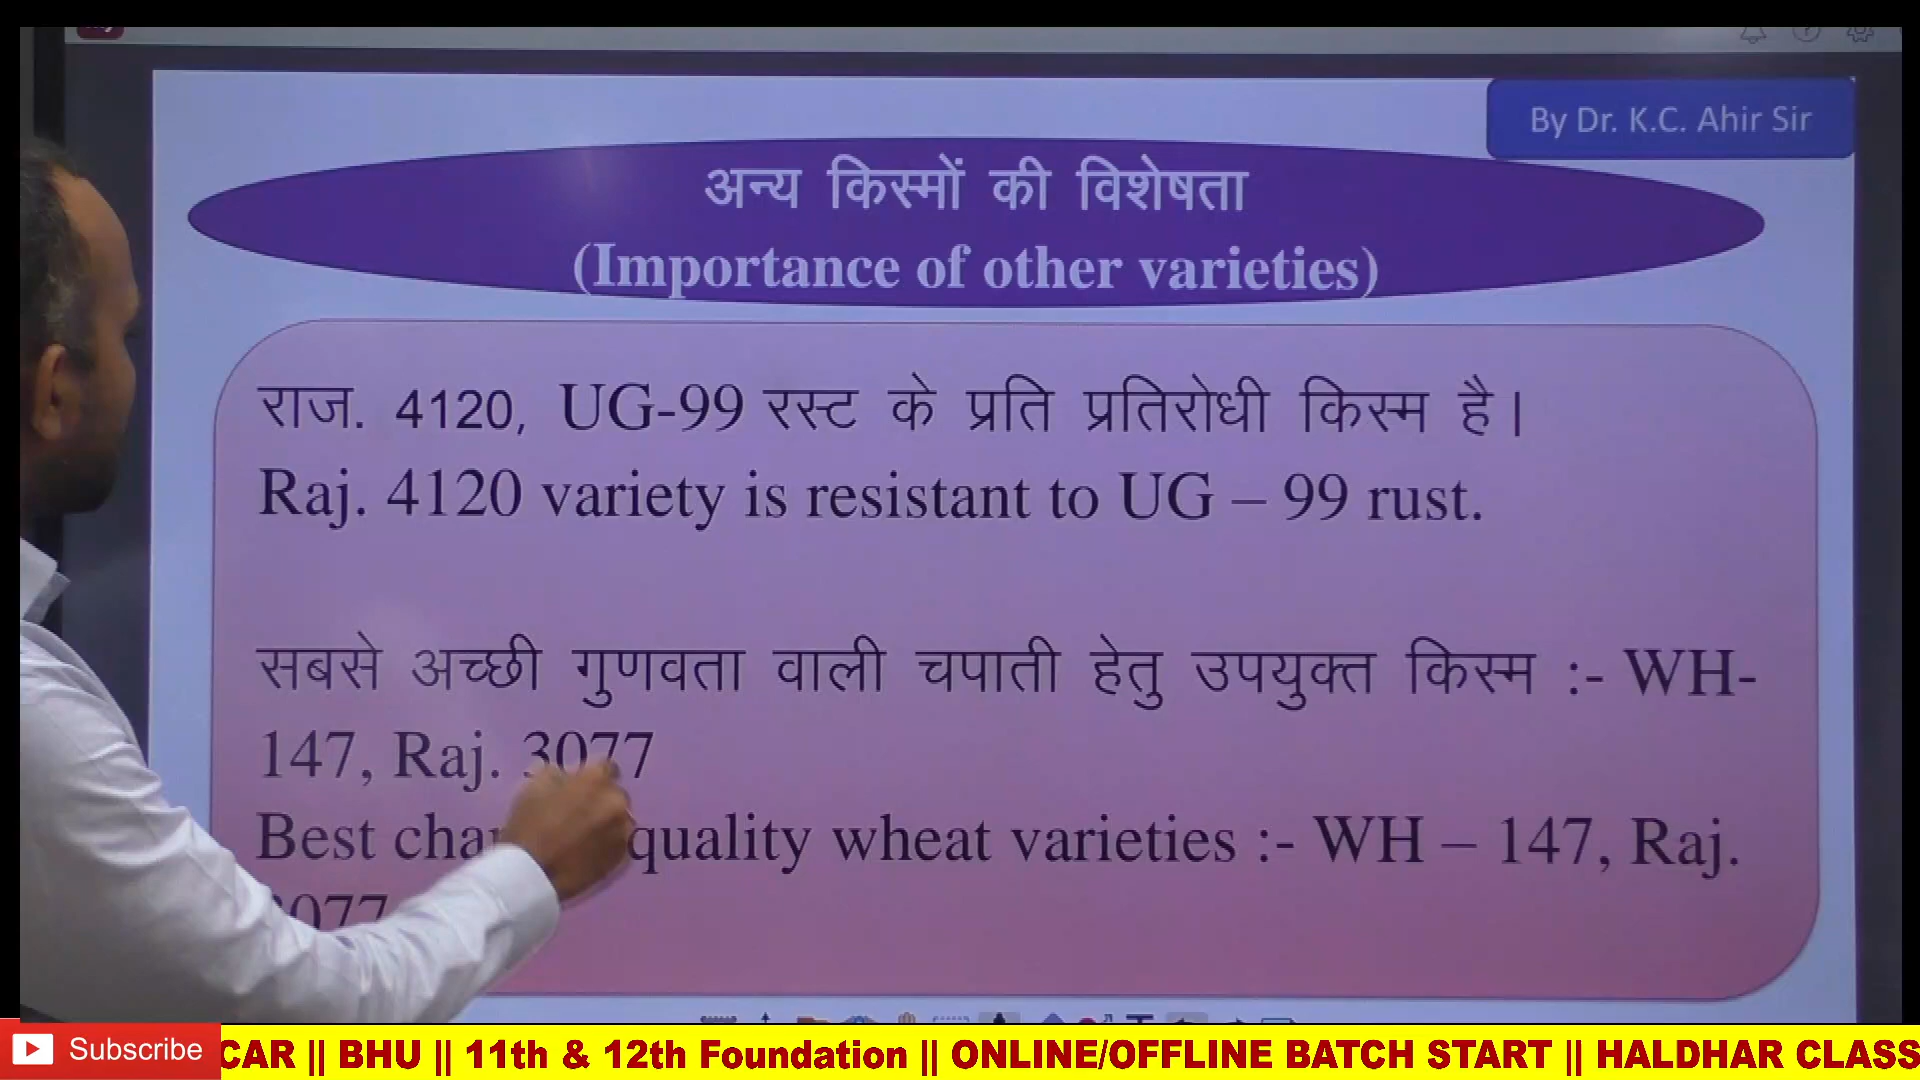 By Dr. K.C. Ahir Sir
अन्य किस्मों की विशेषता
(Importance of other varieties)
राज. 4120, UG-99 रस्ट के प्रति प्रतिरोधी किस्म है।
Raj. 4120 variety is resistant to UG – 99 rust.
सबसे अच्छी गुणवता वाली चपाती हेतु उपयुक्त किस्म :- WH-
147, Raj. 3077
Best quality wheat varieties :- WH – 147, Raj.
Subscribe
CAR || BHU || 11th & 12th Foundation || ONLINE/OFFLINE BATCH START || HALDHAR CLASS